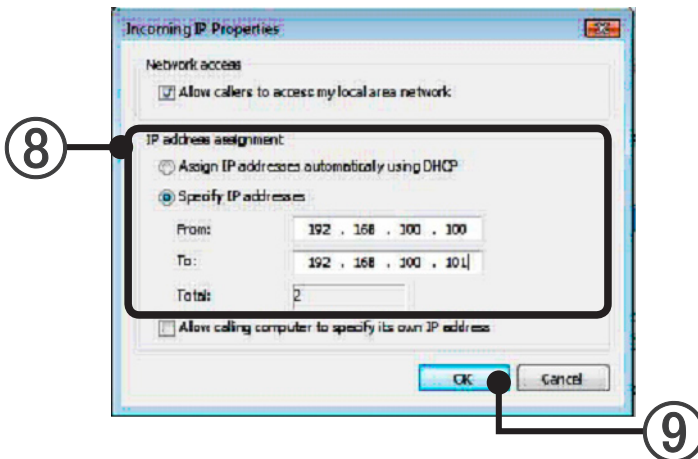 Incoming IP Properties
Network access
Allow callers to access my local area network
⑧
IP address assignment
Assign IP addresses automatically using DHCP
Specify IP addresses
From: 192 . 168 . 100 . 100
To: 192 . 168 . 100 . 101
Total: 2
Allow calling computer to specify its own IP address
OK Cancel
⑨